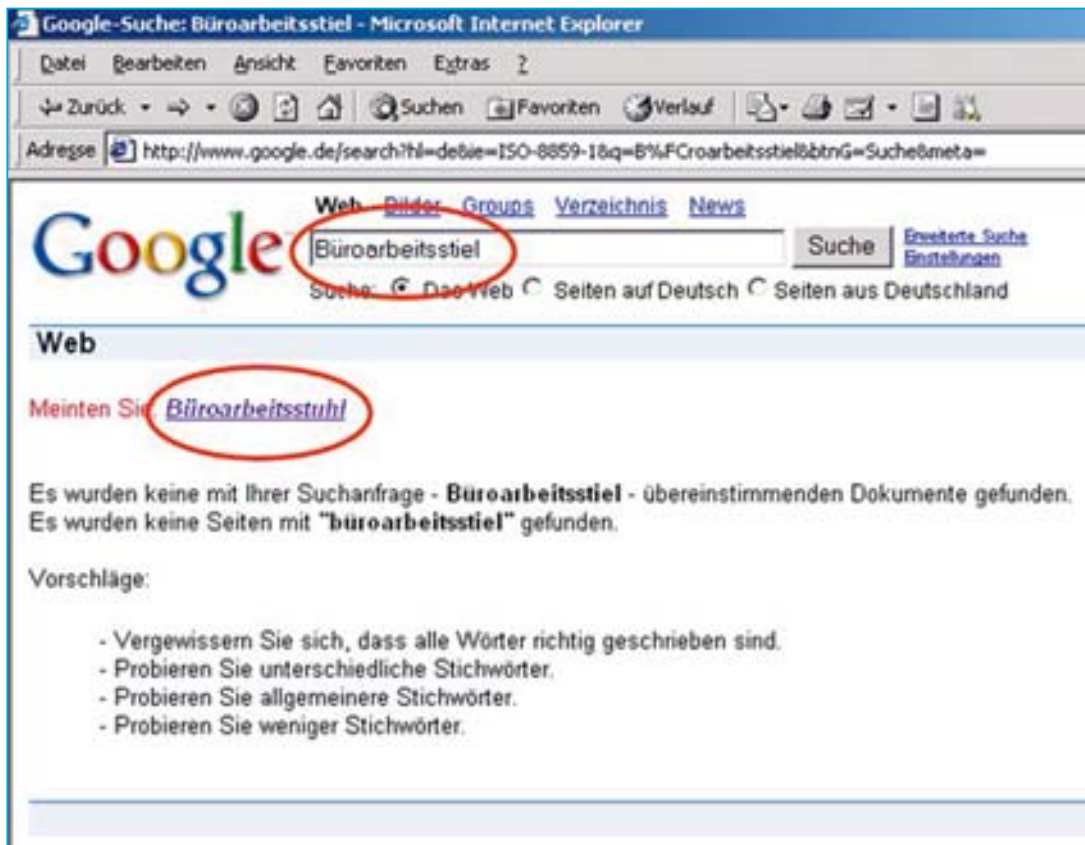 Google-Suche: Büroarbeitsstiel - Microsoft Internet Explorer
Datei Bearbeiten Ansicht Favoriten Extras ?
Zurück Suchen Favoriten Verlauf
Adresse http://www.google.de/search?hl=de&ie=ISO-8859-1&q=B%FCroarbeitsstiel&btnG=Suche&meta=
Web Bilder Groups Verzeichnis News
Google Büroarbeitsstiel Suche Erweiterte Suche
Einstellungen
Suche: Das Web Seiten auf Deutsch Seiten aus Deutschland
Web
Meinten Sie: Büroarbeitsstuhl
Es wurden keine mit Ihrer Suchanfrage - Büroarbeitsstiel - übereinstimmenden Dokumente gefunden.
Es wurden keine Seiten mit "büroarbeitsstiel" gefunden.
Vorschläge:
- Vergewissern Sie sich, dass alle Wörter richtig geschrieben sind.
- Probieren Sie unterschiedliche Stichwörter.
- Probieren Sie allgemeinere Stichwörter.
- Probieren Sie weniger Stichwörter.